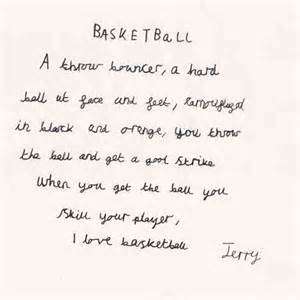 BASKETBALL
A throw bouncer, a hard
ball at face and feet, camouflaged
in black and orange, you throw
the ball and get a good strike
When you get the ball you
skill your player,
I love basketball
Jerry